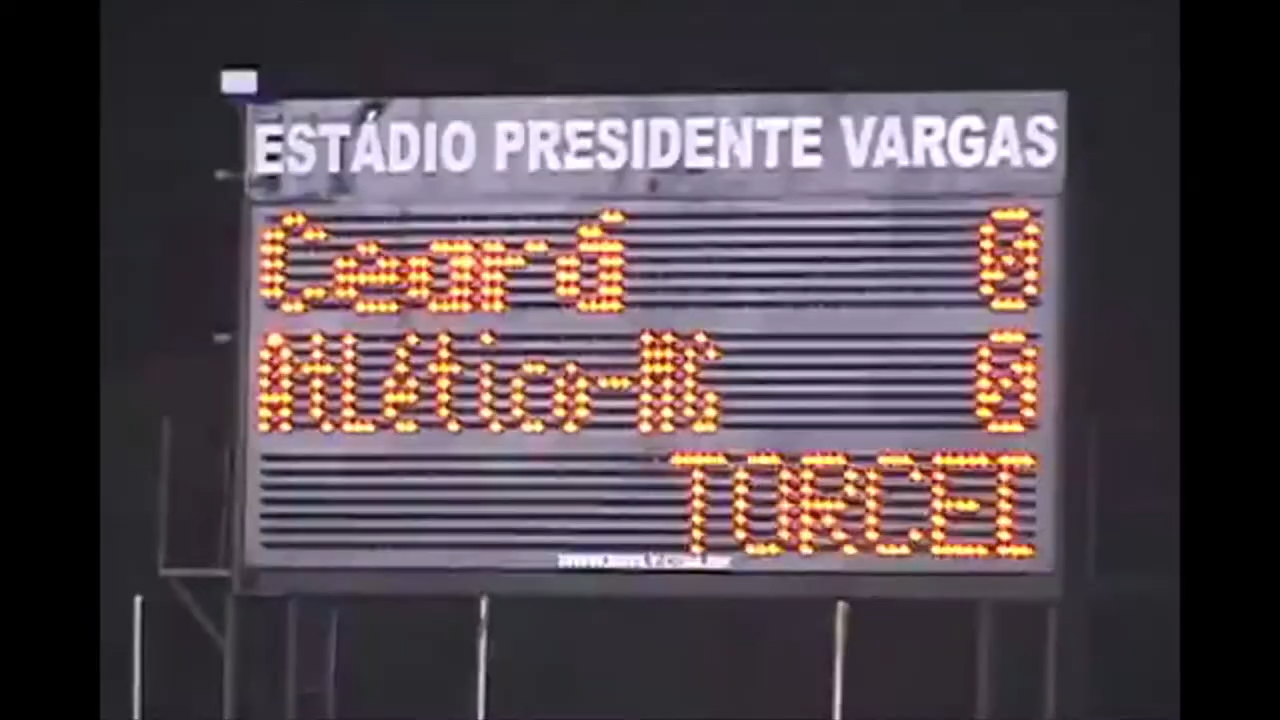 ESTÁDIO PRESIDENTE VARGAS
Ceará 0
Atlético-MG 0
TORCEI